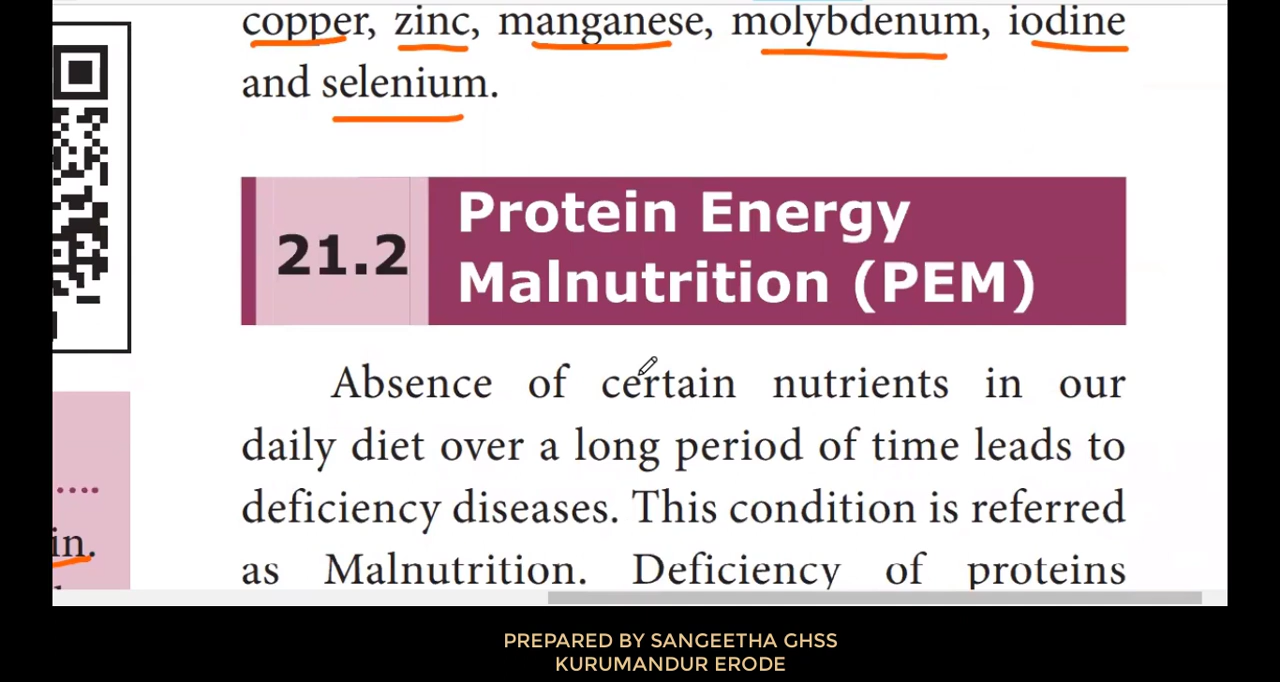 copper, zinc, manganese, molybdenum, iodine
and selenium.
21.2
Protein Energy
Malnutrition (PEM)
Absence of certain nutrients in our
daily diet over a long period of time leads to
deficiency diseases. This condition is referred
as Malnutrition. Deficiency of proteins
....
in.
PREPARED BY SANGEETHA GHSS
KURUMANDUR ERODE